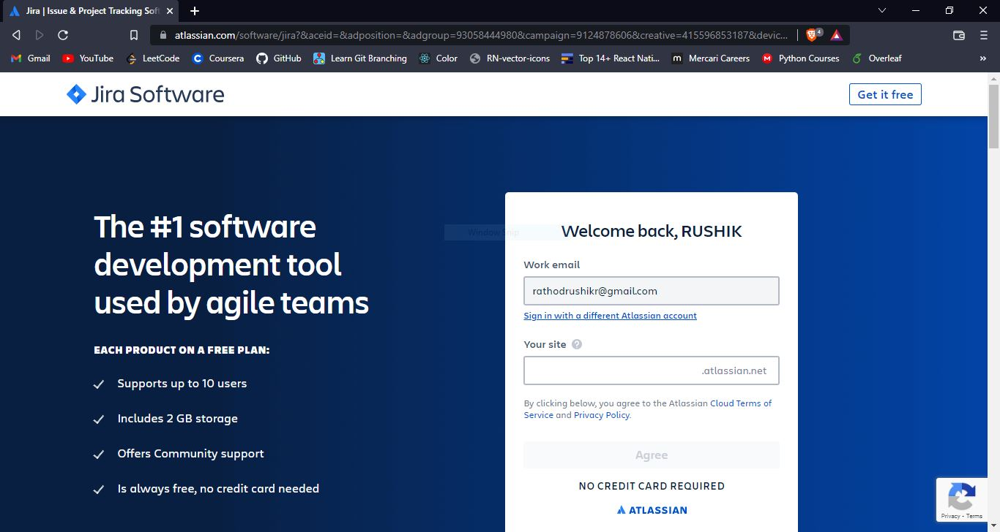 Jira | Issue & Project Tracking Soft
atlassian.com/software/jira?&aceid=&adposition=&adgroup=93058444980&campaign=9124878606&creative=415596853187&devic...
4
Gmail YouTube LeetCode Coursera GitHub Learn Git Branching Color RN-vector-icons Top 14+ React Nati... Mercari Careers Python Courses Overleaf »
Jira Software
Get it free
The #1 software
development tool
used by agile teams
EACH PRODUCT ON A FREE PLAN:
Supports up to 10 users
Includes 2 GB storage
Offers Community support
Is always free, no credit card needed
Window Snip
Welcome back, RUSHIK
Work email
rathodrushikr@gmail.com
Sign in with a different Atlassian account
Your site ?
.atlassian.net
By clicking below, you agree to the Atlassian Cloud Terms of
Service and Privacy Policy.
Agree
NO CREDIT CARD REQUIRED
ATLASSIAN
Privacy - Terms